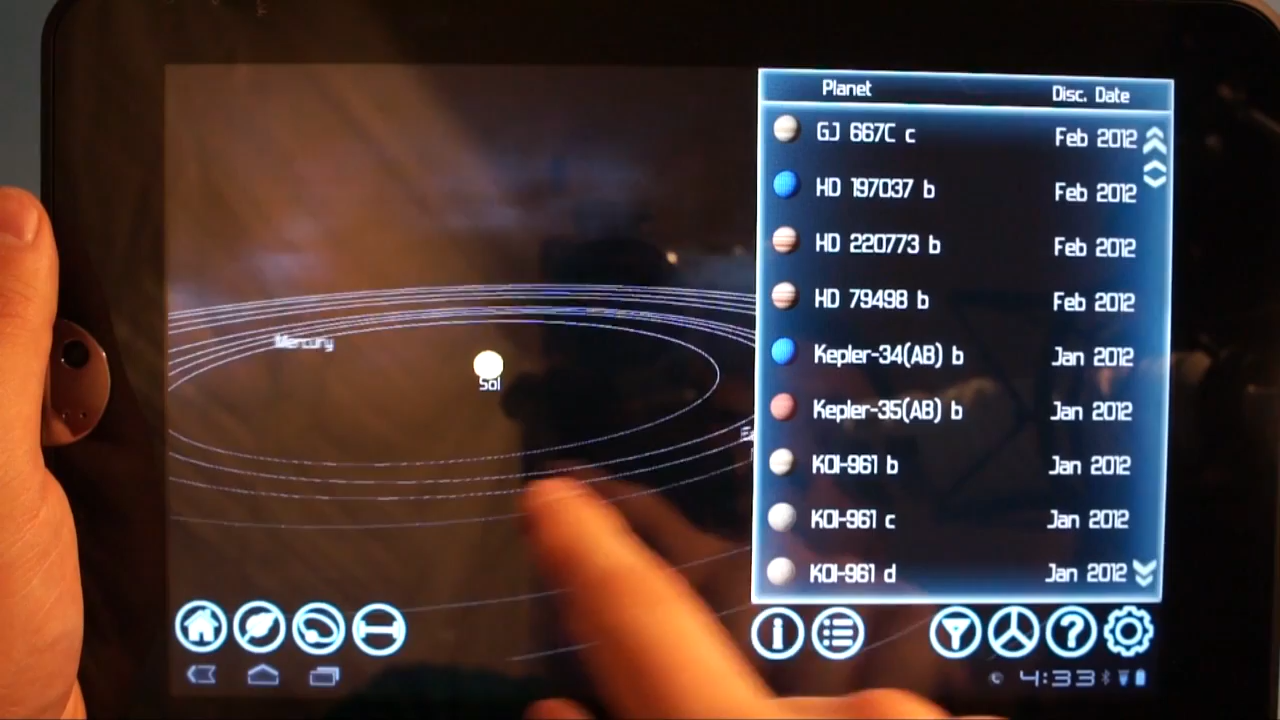 Planet Disc. Date
GJ 667C c Feb 2012
HD 197037 b Feb 2012
HD 220773 b Feb 2012
HD 79498 b Feb 2012
Kepler-34(AB) b Jan 2012
Kepler-35(AB) b Jan 2012
KOI-961 b Jan 2012
KOI-961 c Jan 2012
KOI-961 d Jan 2012
Mercury
Sol
4:33